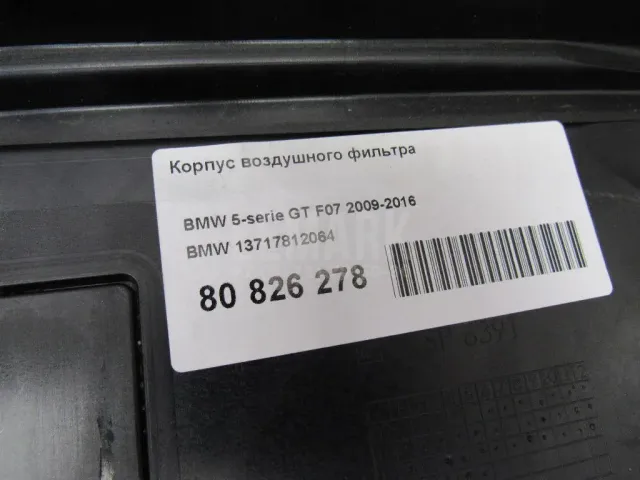 Корпус воздушного фильтра
BMW 5-serie GT F07 2009-2016
BMW 13717812064
80 826 278